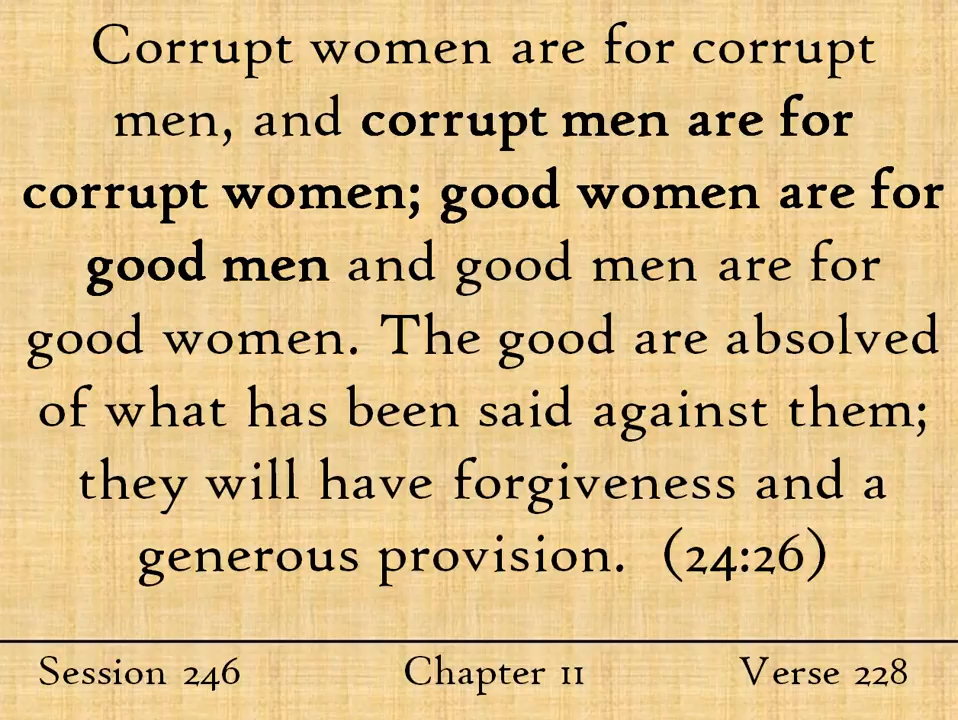 Corrupt women are for corrupt
men, and corrupt men are for
corrupt women; good women are for
good men and good men are for
good women. The good are absolved
of what has been said against them;
they will have forgiveness and a
generous provision. (24:26)
Session 246 Chapter 11 Verse 228